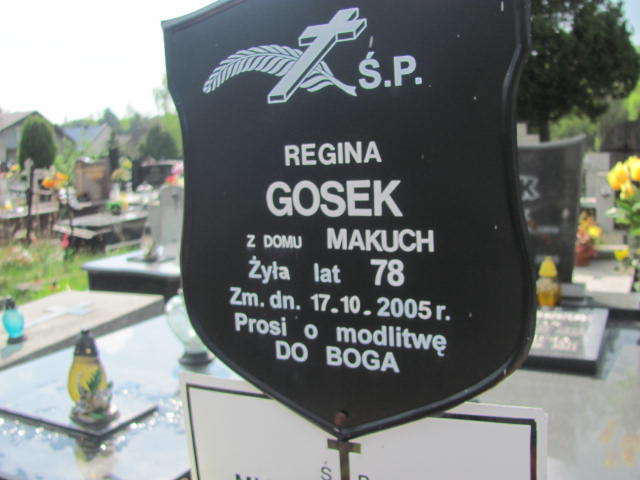 Ś.P.
REGINA
GOSEK
Z DOMU MAKUCH
Żyła lat 78
Zm. dn. 17.10.2005 r.
Prosi o modlitwę
DO BOGA